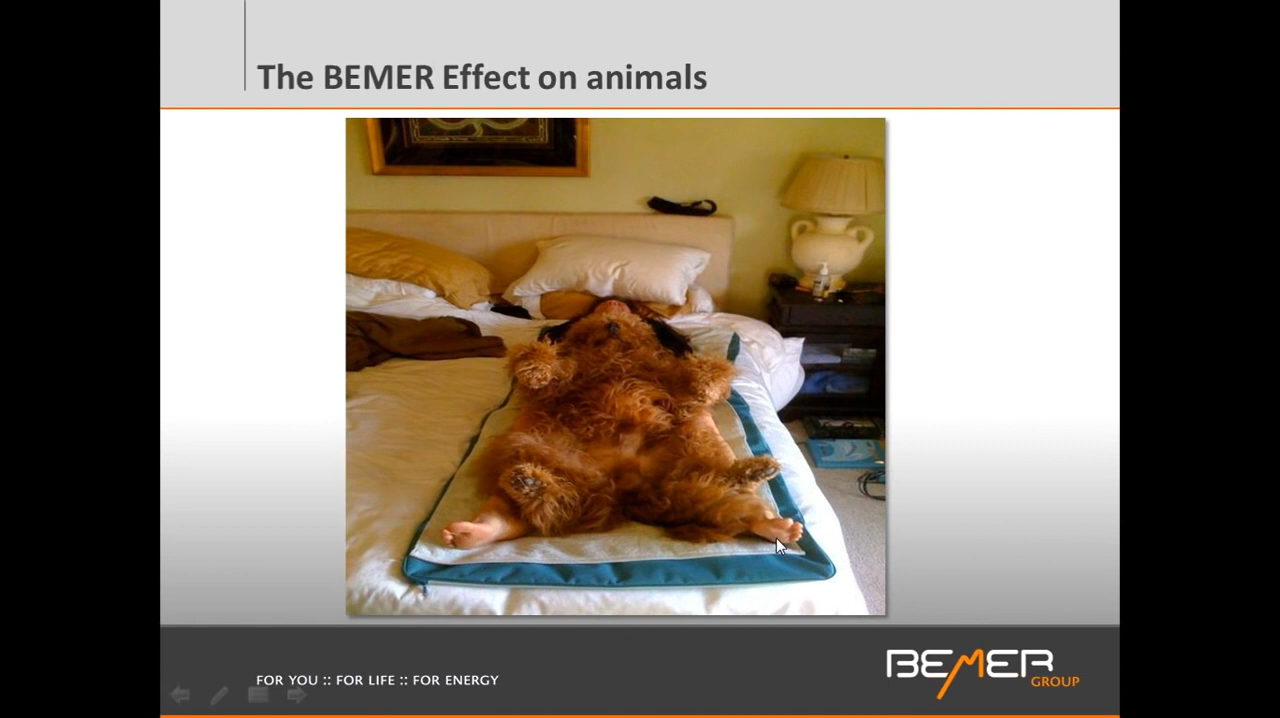 The BEMER Effect on animals
FOR YOU :: FOR LIFE :: FOR ENERGY
BEMER
GROUP